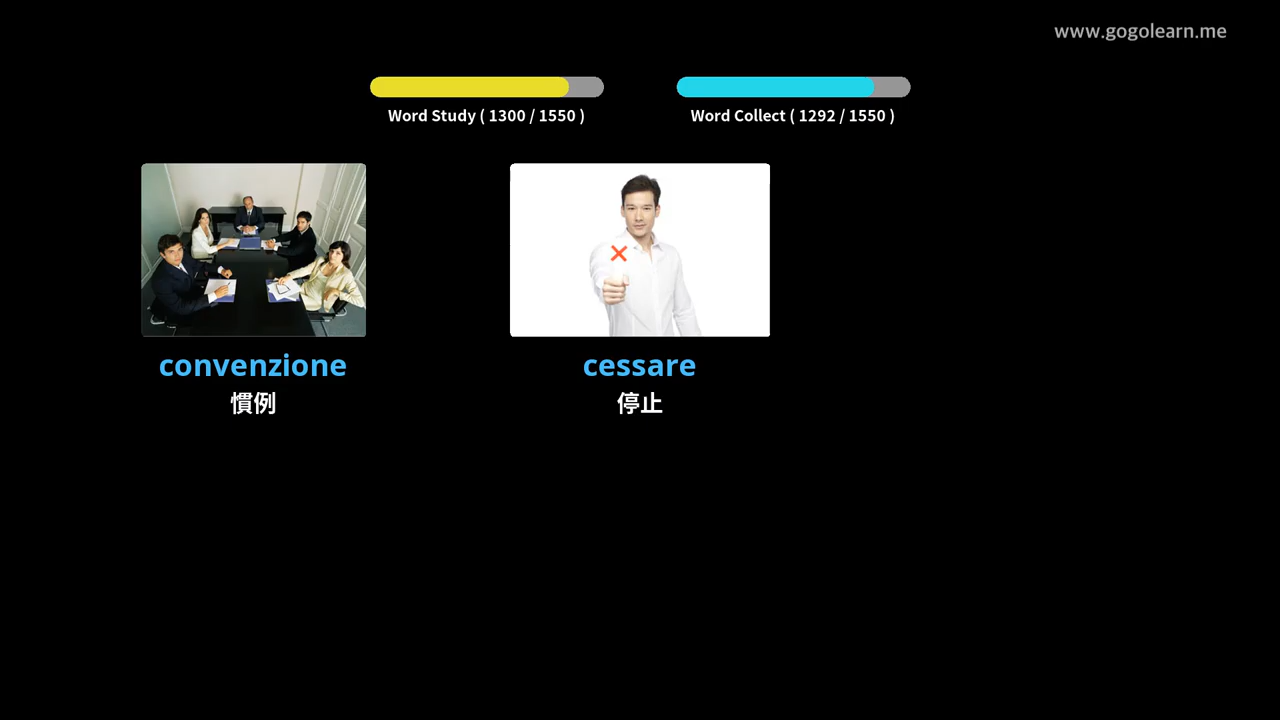 www.gogolearn.me
Word Study ( 1300 / 1550 )
Word Collect ( 1292 / 1550 )
convenzione
慣例
cessare
停止